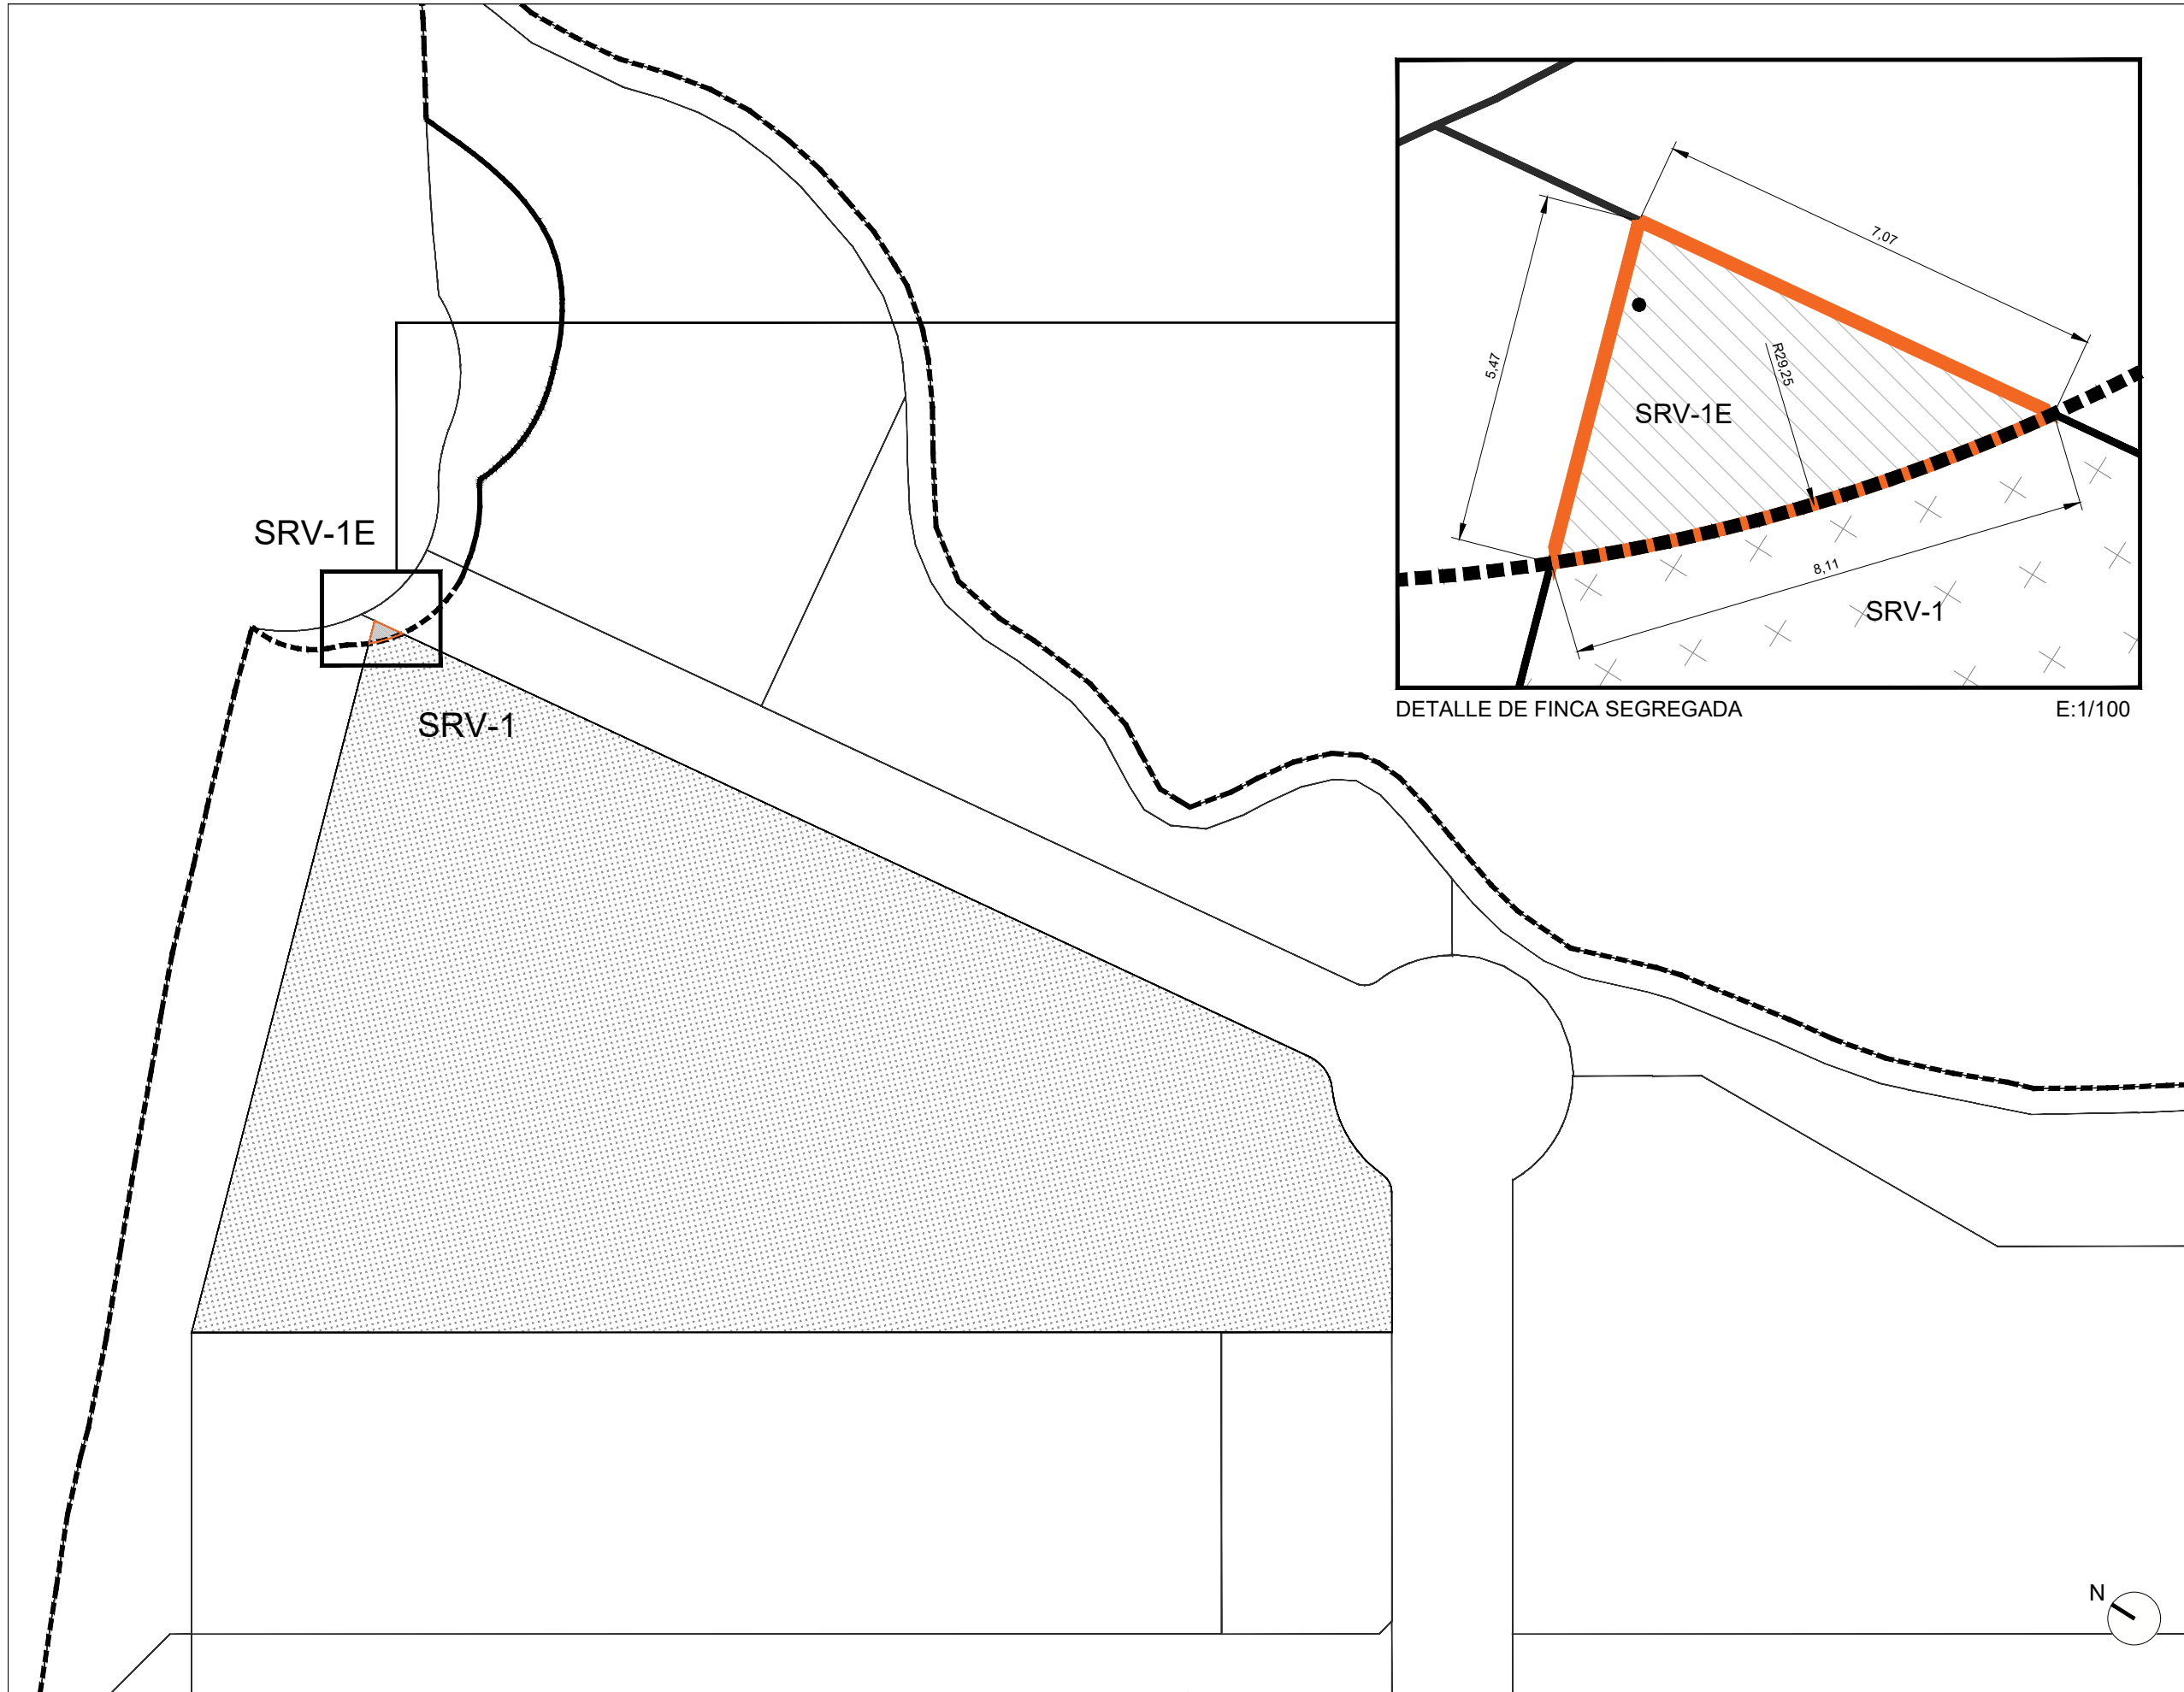 7,07
5,47
R29,25
SRV-1E
8,11
SRV-1
DETALLE DE FINCA SEGREGADA E:1/100
SRV-1E
SRV-1
N